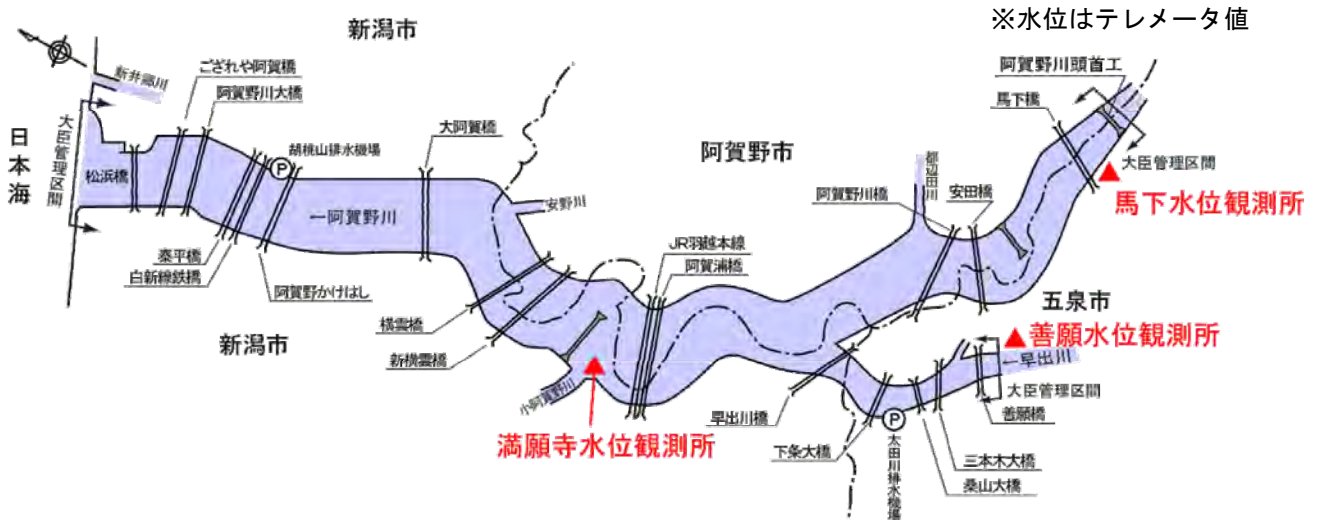 ※水位はテレメータ値
新潟市
新井郷川
ござれや阿賀橋
阿賀野川大橋
大阿賀橋
胡桃山排水機場
P
日本海
大臣管理区間
松浜橋
←阿賀野川
安野川
泰平橋
白新線鉄橋
阿賀野かけはし
新潟市
横雲橋
新横雲橋
小阿賀野川
満願寺水位観測所
JR羽越本線
阿賀浦橋
阿賀野市
阿賀野川頭首工
馬下橋
大臣管理区間
馬下水位観測所
都辺田川
阿賀野川橋
安田橋
五泉市
善願水位観測所
←早出川
大臣管理区間
善願橋
早出川橋
下条大橋
P
太田川排水機場
三本木大橋
桑山大橋